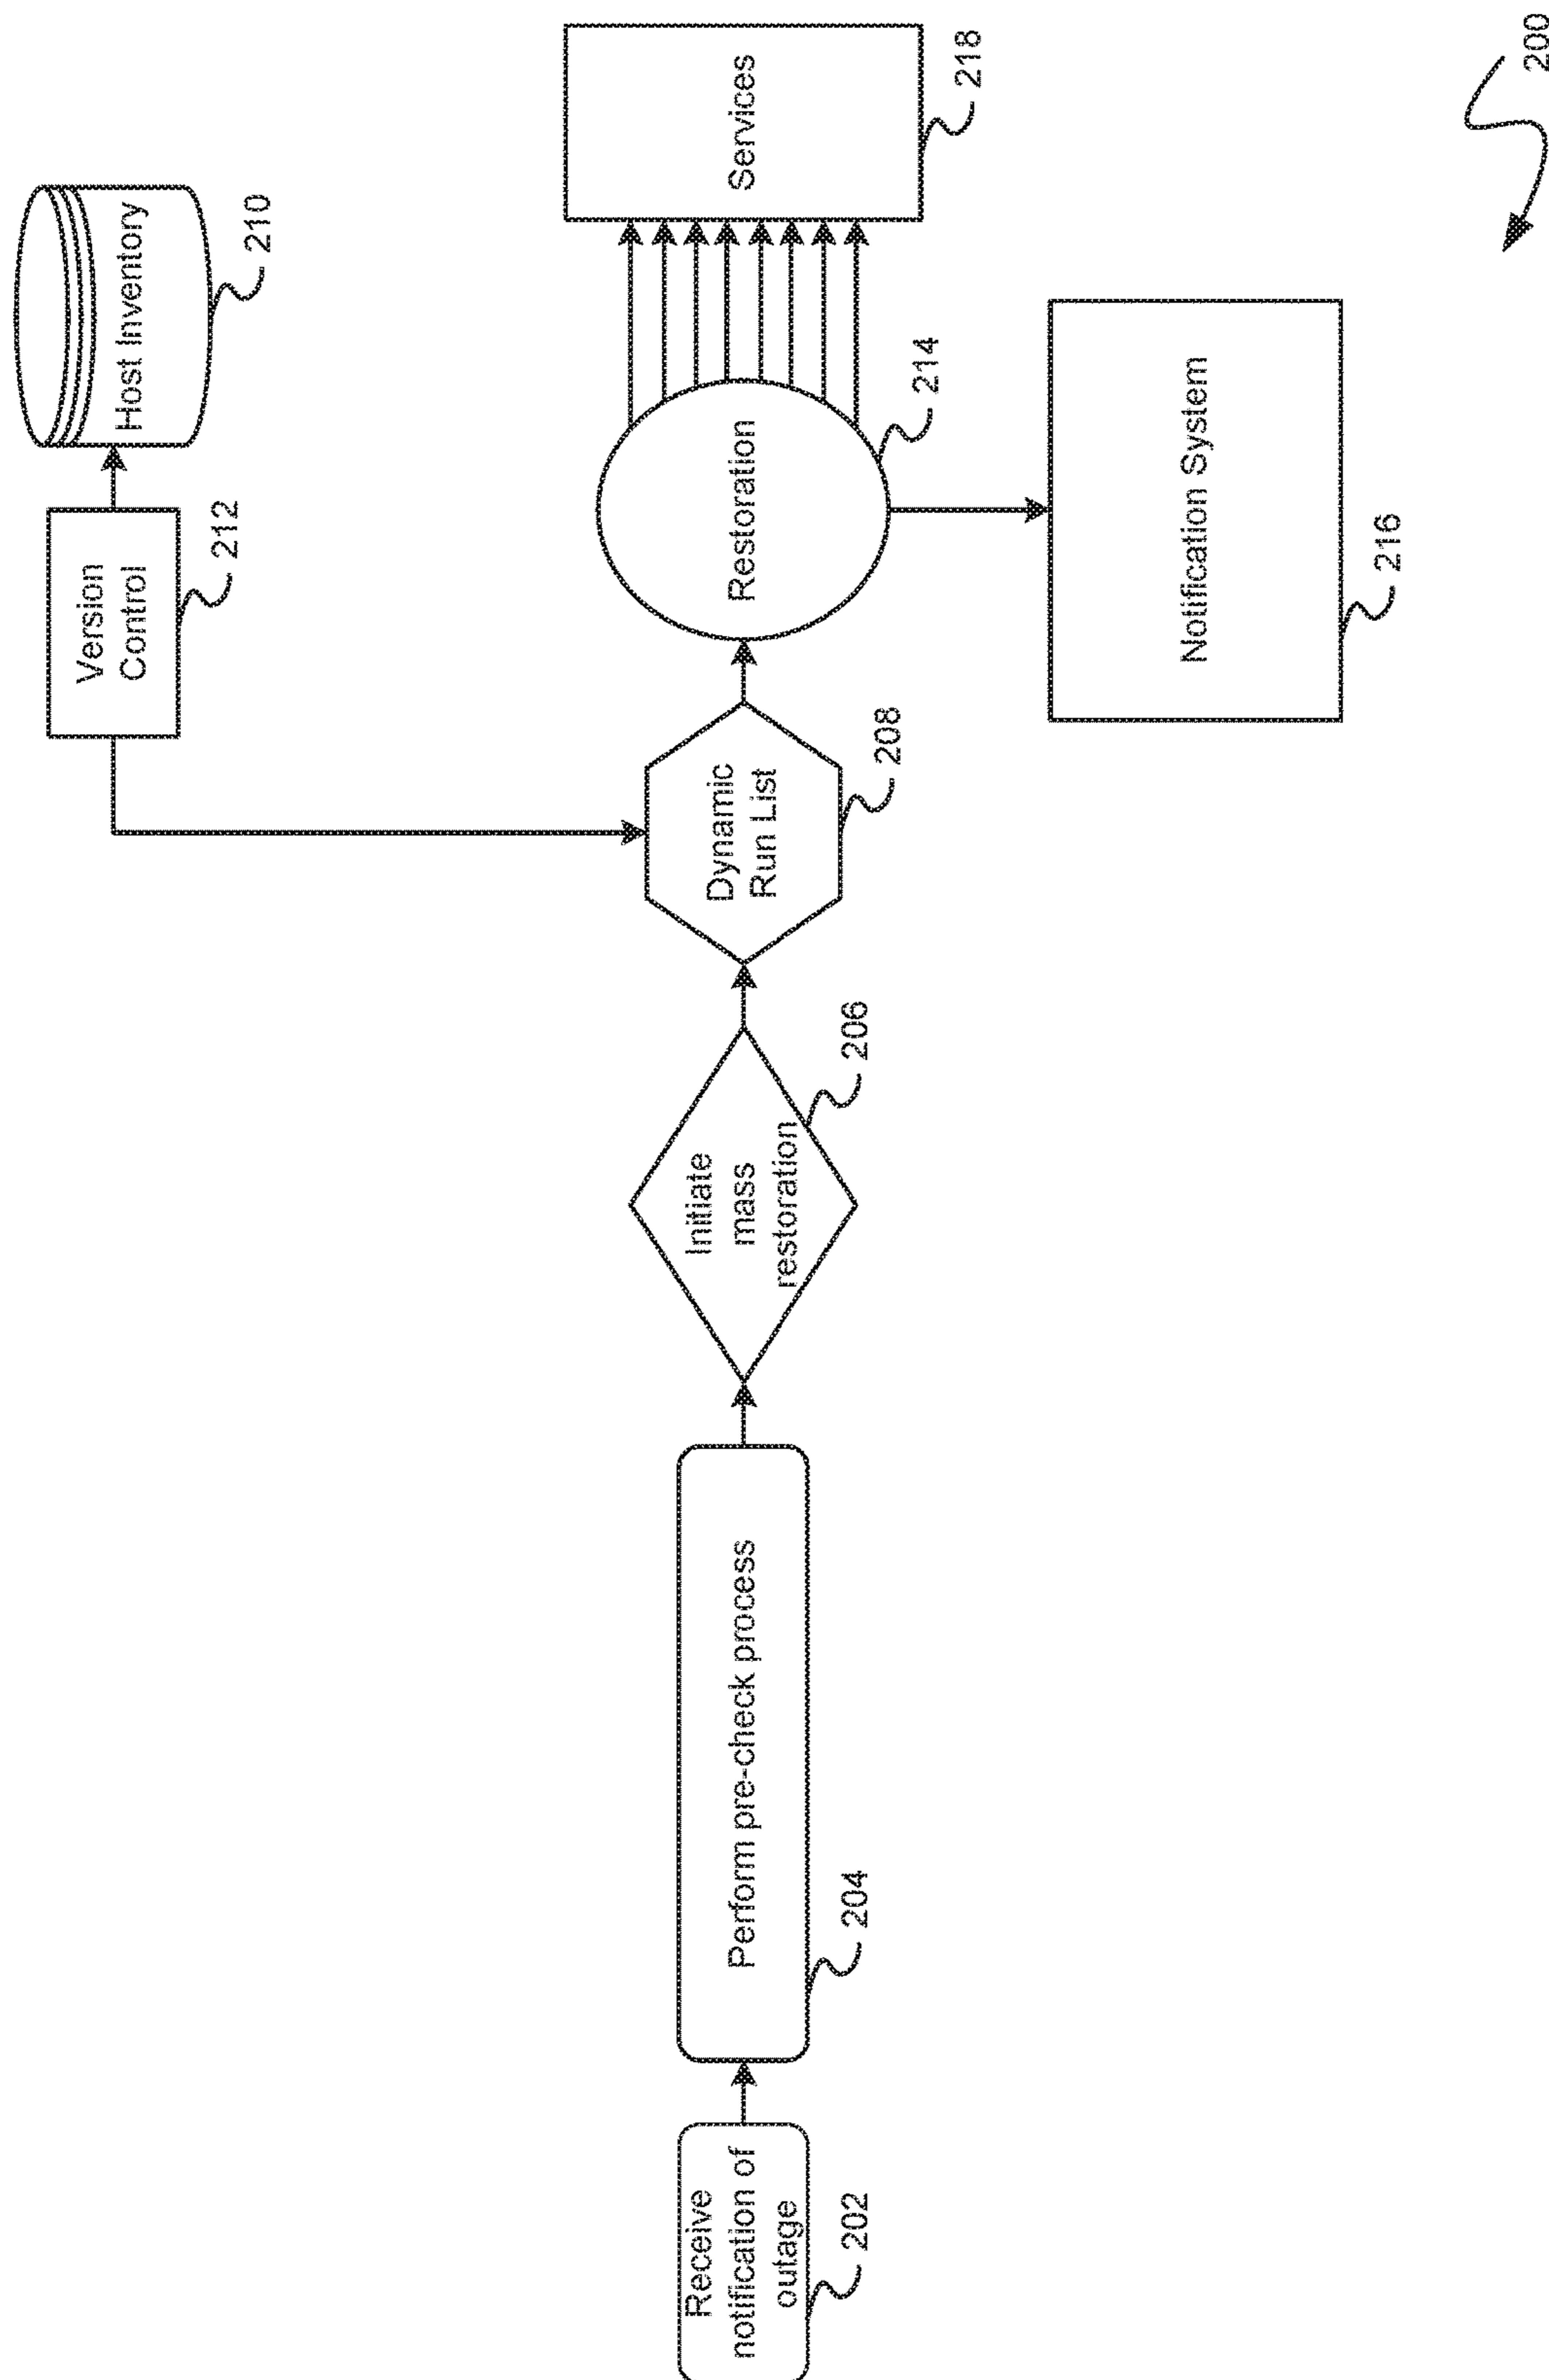 Host Inventory
210
Version
Control
212
Receive
notification of
outage
202
Perform pre-check process
204
Initiate
mass
restoration
206
Dynamic
Run List
208
Restoration
214
Services
218
Notification System
216
200